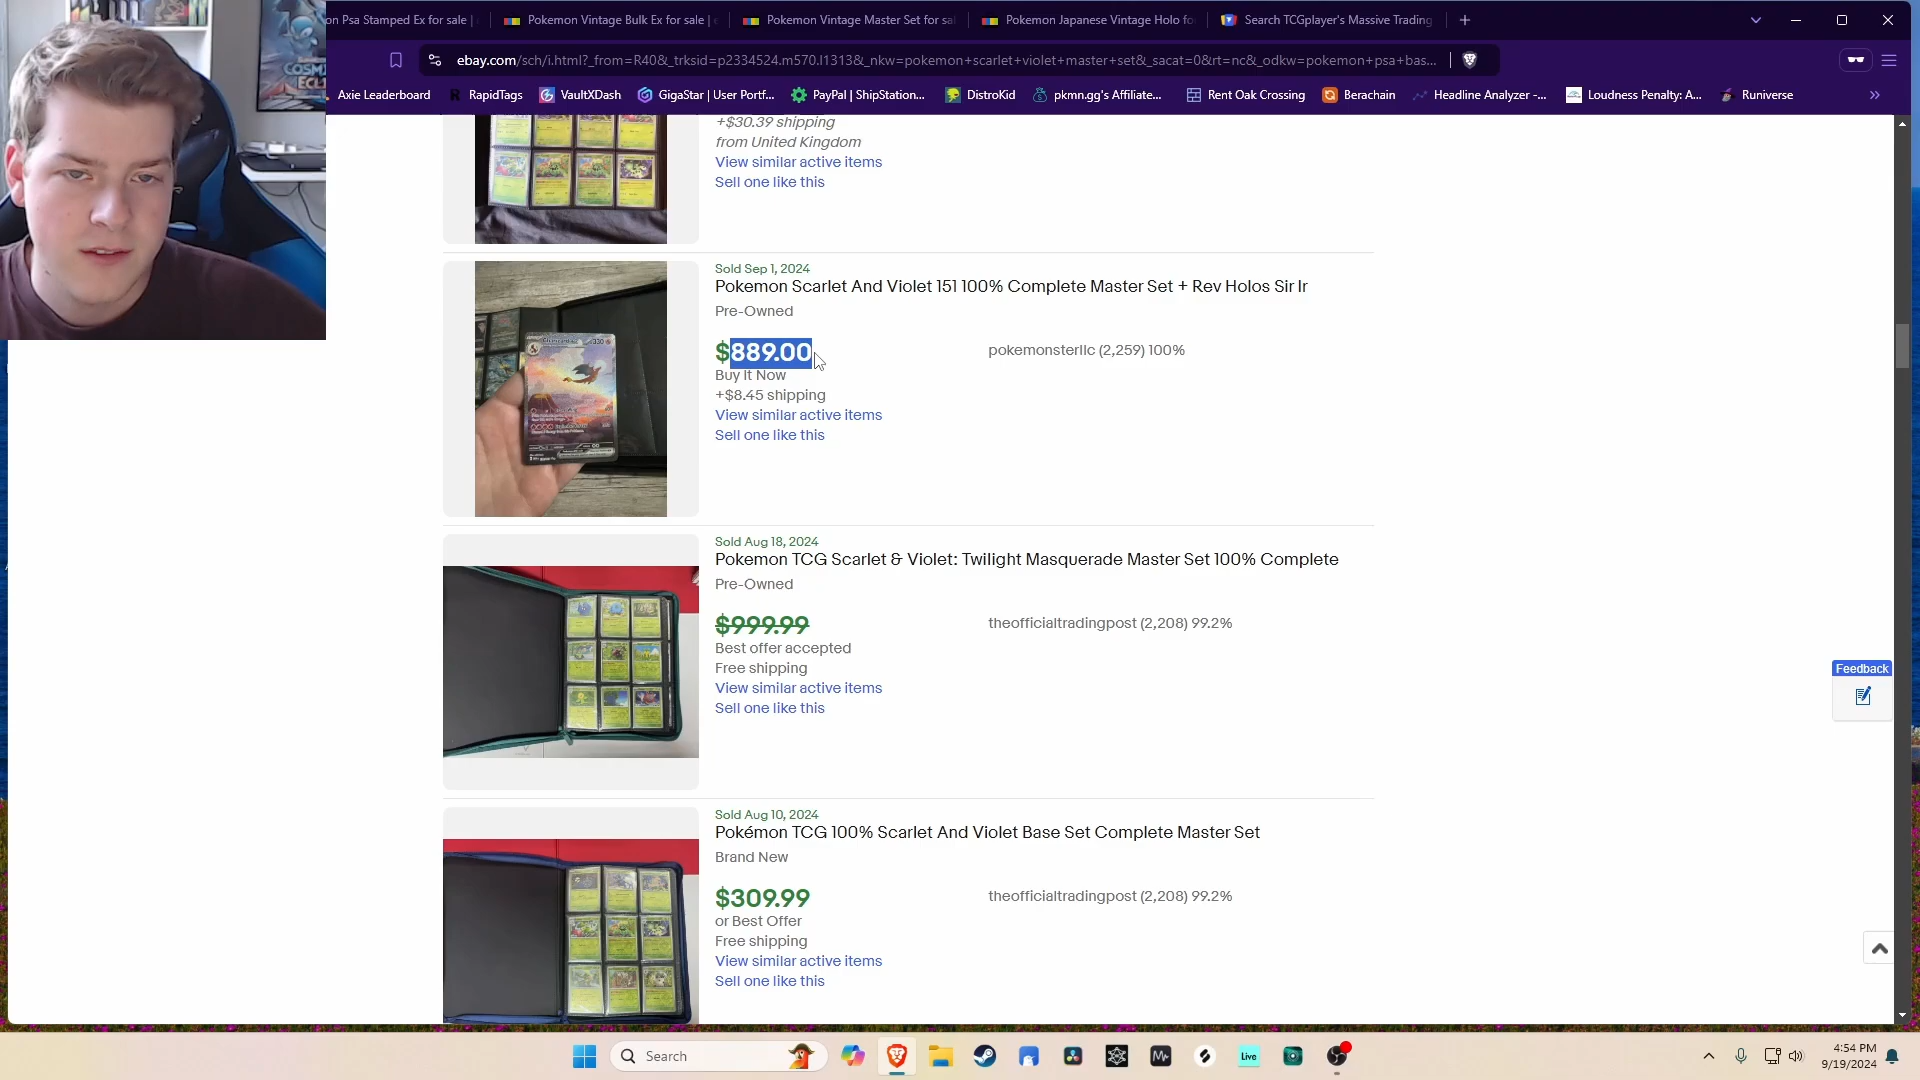 on Psa Stamped Ex for sale |
Pokemon Vintage Bulk Ex for sale | e
Pokemon Vintage Master Set for sal
Pokemon Japanese Vintage Holo fo
Search TCGplayer's Massive Trading
ebay.com/sch/i.html?_from=R40&_trksid=p2334524.m570.l1313&_nkw=pokemon+scarlet+violet+master+set&_sacat=0&rt=nc&_odkw=pokemon+psa+bas...
Axie Leaderboard
RapidTags
VaultXDash
GigaStar | User Portf...
PayPal | ShipStation...
DistroKid
pkmn.gg's Affiliate...
Rent Oak Crossing
Berachain
Headline Analyzer -...
Loudness Penalty: A...
Runiverse
COSMIC
ECL
+$30.39 shipping
from United Kingdom
View similar active items
Sell one like this
Sold Sep 1, 2024
Pokemon Scarlet And Violet 151 100% Complete Master Set + Rev Holos Sir Ir
Pre-Owned
$889.00
pokemonsterllc (2,259) 100%
Buy It Now
+$8.45 shipping
View similar active items
Sell one like this
330
Sold Aug 18, 2024
Pokemon TCG Scarlet & Violet: Twilight Masquerade Master Set 100% Complete
Pre-Owned
$999.99
theofficialtradingpost (2,208) 99.2%
Best offer accepted
Free shipping
View similar active items
Sell one like this
Feedback
Sold Aug 10, 2024
Pokémon TCG 100% Scarlet And Violet Base Set Complete Master Set
Brand New
$309.99
theofficialtradingpost (2,208) 99.2%
or Best Offer
Free shipping
View similar active items
Sell one like this
Search
Live
4:54 PM
9/19/2024